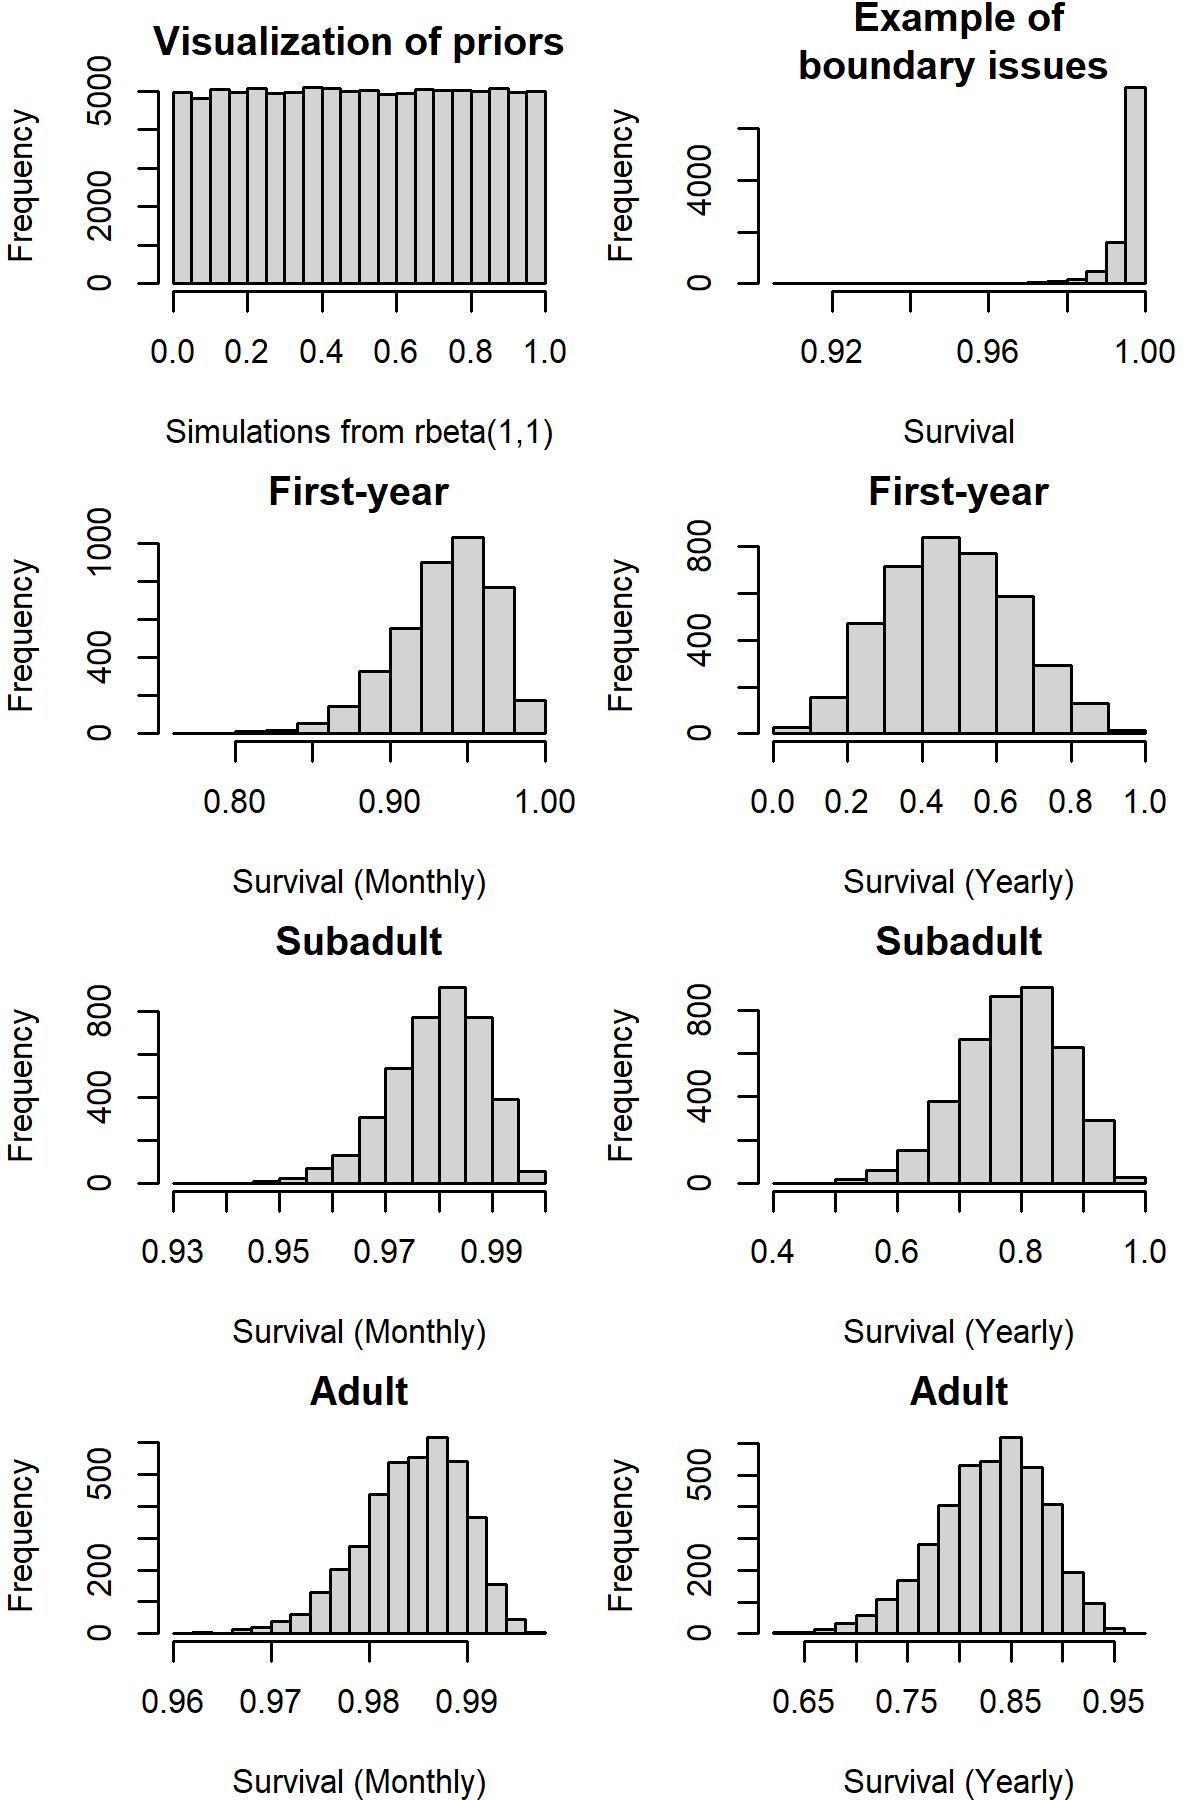 Visualization of priors
Frequency
0 2000 5000
0.0 0.2 0.4 0.6 0.8 1.0
Simulations from rbeta(1,1)
Example of
boundary issues
Frequency
0 4000
0.92 0.96 1.00
Survival
First-year
Frequency
0 400 1000
0.80 0.90 1.00
Survival (Monthly)
First-year
Frequency
0 400 800
0.0 0.2 0.4 0.6 0.8 1.0
Survival (Yearly)
Subadult
Frequency
0 400 800
0.93 0.95 0.97 0.99
Survival (Monthly)
Subadult
Frequency
0 400 800
0.4 0.6 0.8 1.0
Survival (Yearly)
Adult
Frequency
0 200 500
0.96 0.97 0.98 0.99
Survival (Monthly)
Adult
Frequency
0 200 500
0.65 0.75 0.85 0.95
Survival (Yearly)